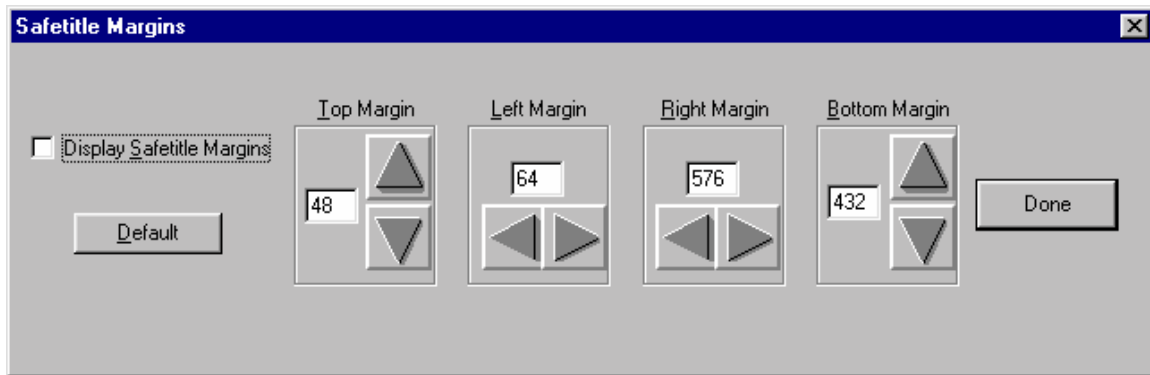 Safetitle Margins
Top Margin
Left Margin
Right Margin
Bottom Margin
Display Safetitle Margins
48
64
576
432
Default
Done